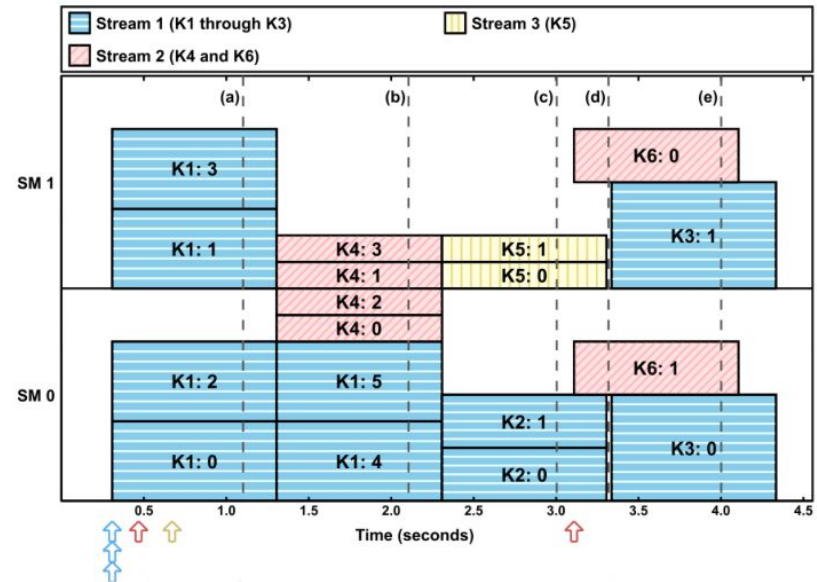 Stream 1 (K1 through K3)
Stream 3 (K5)
Stream 2 (K4 and K6)
(a)
(b)
(c)
(d)
(e)
SM 1
K1: 3
K6: 0
K1: 1
K3: 1
K4: 3
K5: 1
K4: 1
K5: 0
K4: 2
K4: 0
SM 0
K1: 2
K1: 5
K6: 1
K2: 1
K3: 0
K1: 0
K1: 4
K2: 0
0.5 1.0 1.5 2.0 2.5 3.0 3.5 4.0 4.5
Time (seconds)